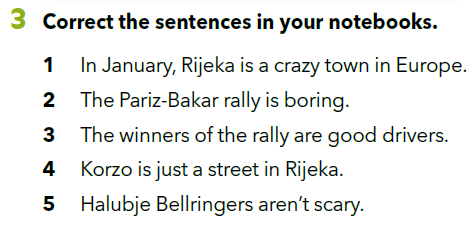 3 Correct the sentences in your notebooks.
1 In January, Rijeka is a crazy town in Europe.
2 The Pariz-Bakar rally is boring.
3 The winners of the rally are good drivers.
4 Korzo is just a street in Rijeka.
5 Halubje Bellringers aren’t scary.